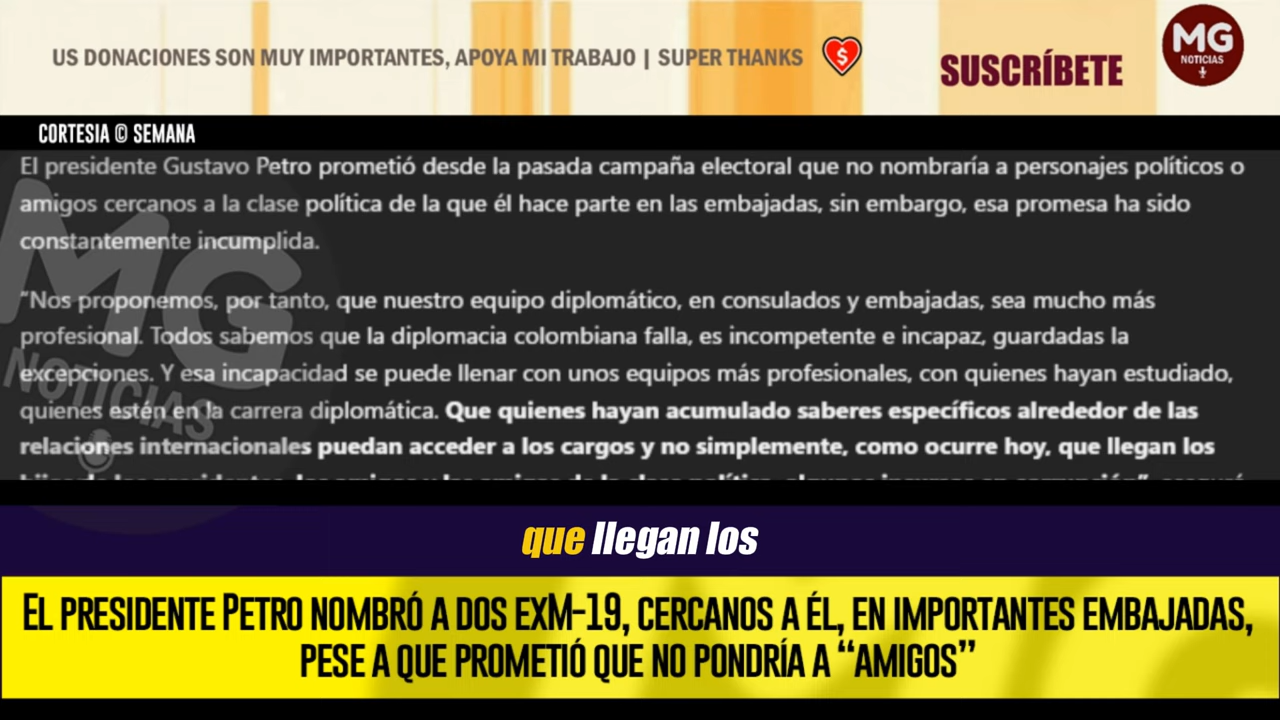 US DONACIONES SON MUY IMPORTANTES, APOYA MI TRABAJO | SUPER THANKS
$
SUSCRÍBETE
MG
NOTICIAS
CORTESIA © SEMANA
El presidente Gustavo Petro prometió desde la pasada campaña electoral que no nombraría a personajes políticos o
amigos cercanos a la clase política de la que él hace parte en las embajadas, sin embargo, esa promesa ha sido
constantemente incumplida.
“Nos proponemos, por tanto, que nuestro equipo diplomático, en consulados y embajadas, sea mucho más
profesional. Todos sabemos que la diplomacia colombiana falla, es incompetente e incapaz, guardadas la
excepciones. Y esa incapacidad se puede llenar con unos equipos más profesionales, con quienes hayan estudiado,
quienes estén en la carrera diplomática. Que quienes hayan acumulado saberes específicos alrededor de las
relaciones internacionales puedan acceder a los cargos y no simplemente, como ocurre hoy, que llegan los
MG
NOTICIAS
que llegan los
EL PRESIDENTE PETRO NOMBRÓ A DOS EXM-19, CERCANOS A ÉL, EN IMPORTANTES EMBAJADAS,
PESE A QUE PROMETIÓ QUE NO PONDRÍA A “AMIGOS”